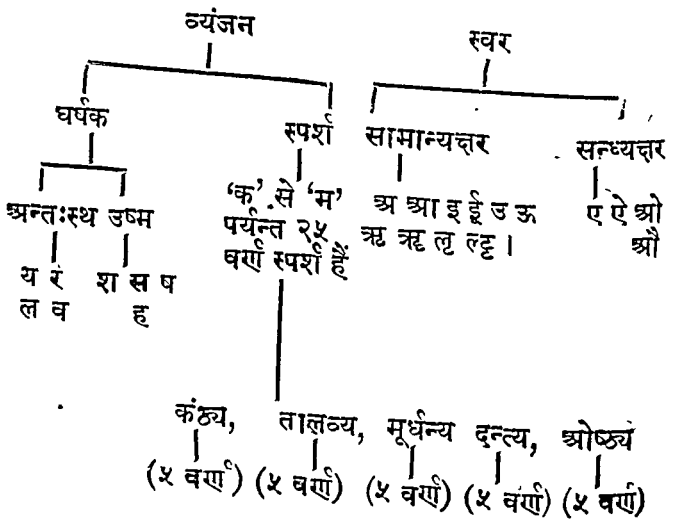 व्यंजन स्वर
घर्षक स्पर्श सामान्यक्षर सन्ध्यक्षर
अन्तःस्थ उष्म 'क' से 'म' अ आ इ ई उ ऊ ए ऐ ओ
पर्यन्त २५ ऋ ॠ ऌ ॡ । औ
य रं श स ष वर्ण स्पर्श हैं
ल व ह
कंठ्य, तालव्य, मूर्धन्य दन्त्य, ओष्ठ्य
(५ वर्ण) (५ वर्ण) (५ वर्ण) (५ वर्ण) (५ वर्ण)